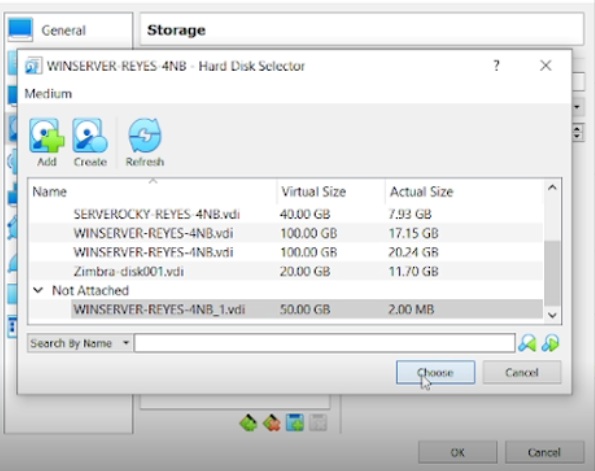 General
Storage
WINSERVER-REYES-4NB - Hard Disk Selector
?
Medium
Add Create Refresh
Name Virtual Size Actual Size
SERVEROCKY-REYES-4NB.vdi 40.00 GB 7.93 GB
WINSERVER-REYES-4NB.vdi 100.00 GB 17.15 GB
WINSERVER-REYES-4NB.vdi 100.00 GB 20.24 GB
Zimbra-disk001.vdi 20.00 GB 11.70 GB
Not Attached
WINSERVER-REYES-4NB_1.vdi 50.00 GB 2.00 MB
Search By Name
Choose Cancel
OK Cancel